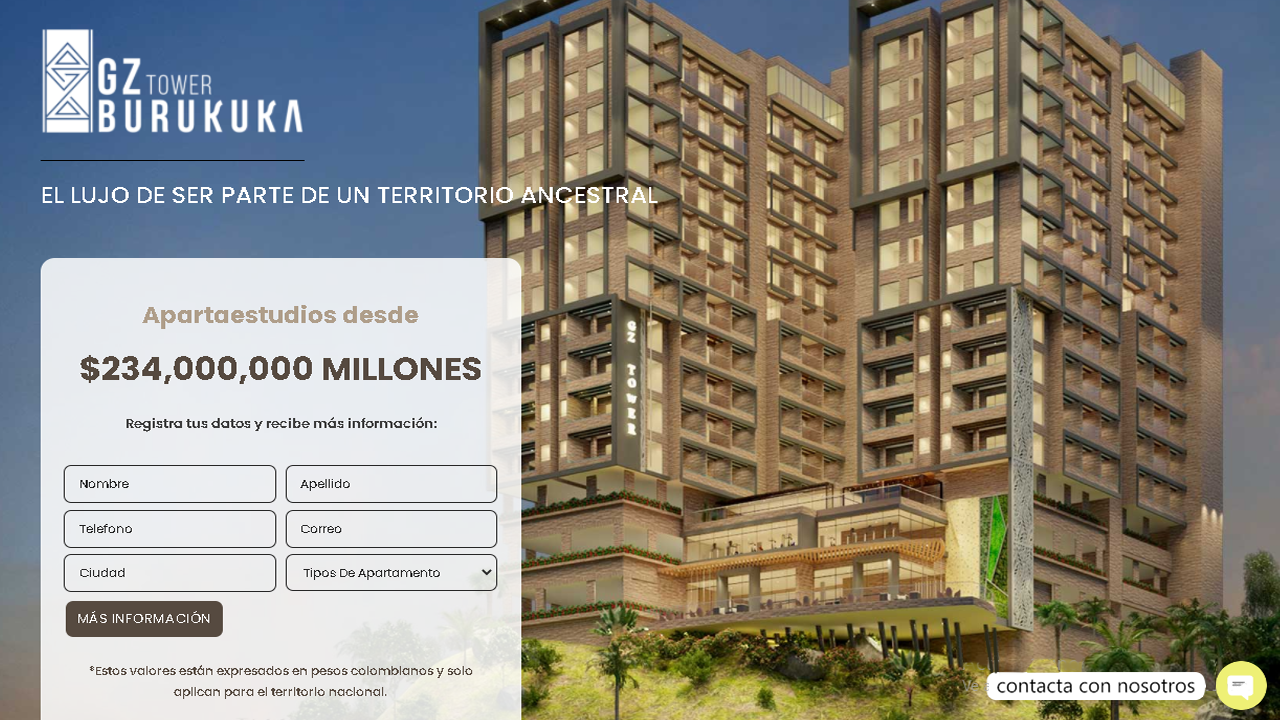 GZ TOWER
BURUKUKA
EL LUJO DE SER PARTE DE UN TERRITORIO ANCESTRAL
Apartaestudios desde
$234,000,000 MILLONES
Registra tus datos y recibe más información:
Nombre
Apellido
Telefono
Correo
Ciudad
Tipos De Apartamento
MÁS INFORMACIÓN
*Estos valores están expresados en pesos colombianos y solo
aplican para el territorio nacional.
GZ TOWER
contacta con nosotros